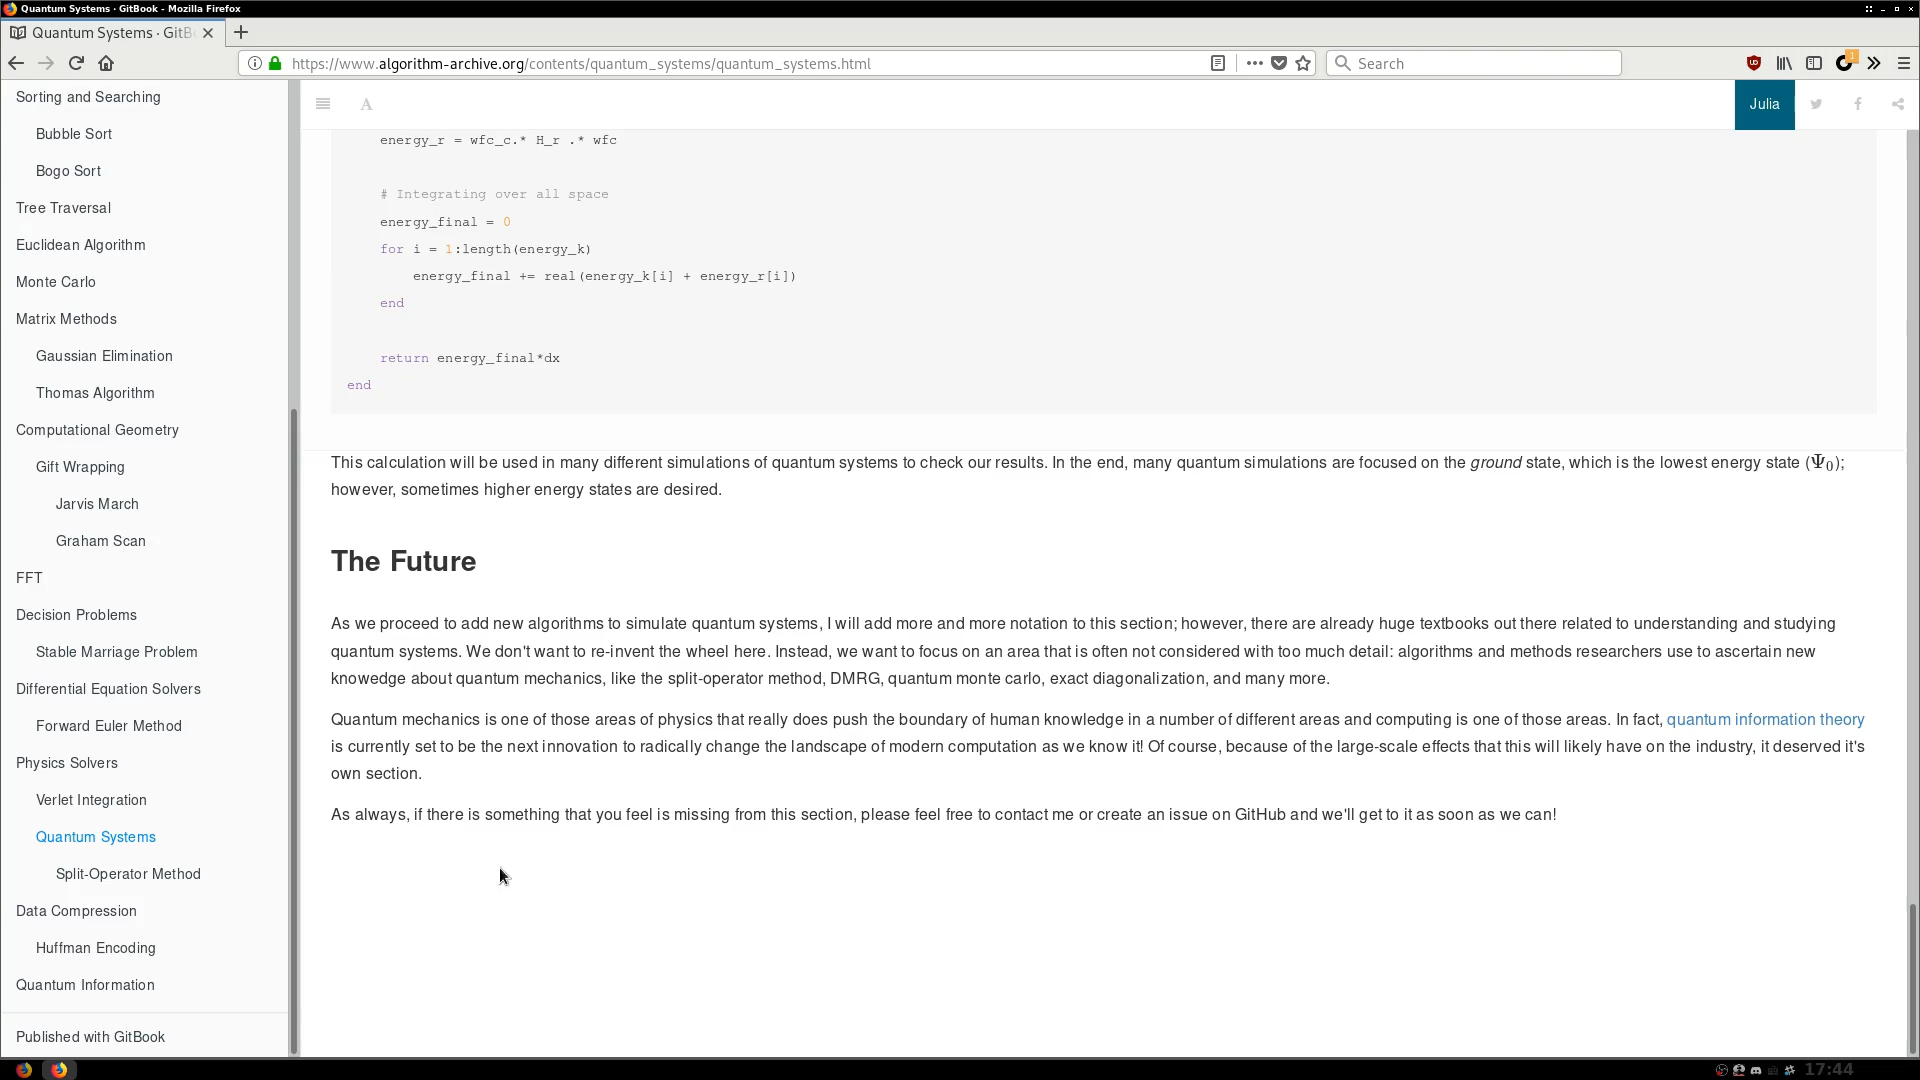 Quantum Systems · GitBook - Mozilla Firefox
Quantum Systems · GitB
https://www.algorithm-archive.org/contents/quantum_systems/quantum_systems.html
Search
1
Sorting and Searching
Bubble Sort
Bogo Sort
Tree Traversal
Euclidean Algorithm
Monte Carlo
Matrix Methods
Gaussian Elimination
Thomas Algorithm
Computational Geometry
Gift Wrapping
Jarvis March
Graham Scan
FFT
Decision Problems
Stable Marriage Problem
Differential Equation Solvers
Forward Euler Method
Physics Solvers
Verlet Integration
Quantum Systems
Split-Operator Method
Data Compression
Huffman Encoding
Quantum Information
Published with GitBook
A
Julia
energy_r = wfc_c.* H_r .* wfc
# Integrating over all space
energy_final = 0
for i = 1:length(energy_k)
energy_final += real(energy_k[i] + energy_r[i])
end
return energy_final*dx
end
This calculation will be used in many different simulations of quantum systems to check our results. In the end, many quantum simulations are focused on the ground state, which is the lowest energy state (Ψ₀);
however, sometimes higher energy states are desired.
The Future
As we proceed to add new algorithms to simulate quantum systems, I will add more and more notation to this section; however, there are already huge textbooks out there related to understanding and studying
quantum systems. We don't want to re-invent the wheel here. Instead, we want to focus on an area that is often not considered with too much detail: algorithms and methods researchers use to ascertain new
knowedge about quantum mechanics, like the split-operator method, DMRG, quantum monte carlo, exact diagonalization, and many more.
Quantum mechanics is one of those areas of physics that really does push the boundary of human knowledge in a number of different areas and computing is one of those areas. In fact, quantum information theory
is currently set to be the next innovation to radically change the landscape of modern computation as we know it! Of course, because of the large-scale effects that this will likely have on the industry, it deserved it's
own section.
As always, if there is something that you feel is missing from this section, please feel free to contact me or create an issue on GitHub and we'll get to it as soon as we can!
17:44